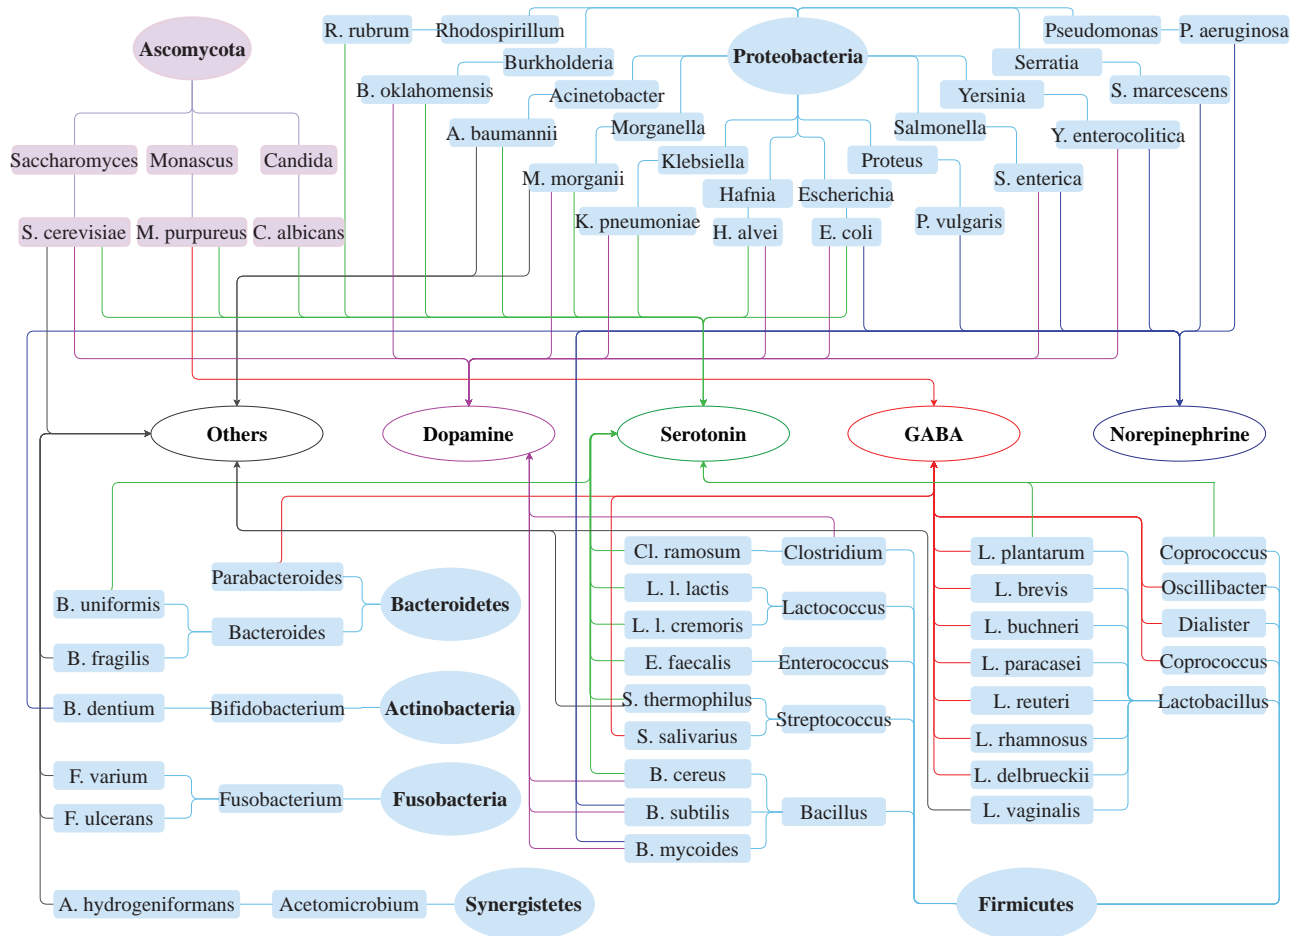 R. rubrum
Rhodospirillum
Pseudomonas
P. aeruginosa
Ascomycota
Proteobacteria
Burkholderia
Serratia
B. oklahomensis
Acinetobacter
Yersinia
S. marcescens
A. baumannii
Morganella
Salmonella
Y. enterocolitica
Saccharomyces
Monascus
Candida
Klebsiella
Proteus
M. morganii
Hafnia
Escherichia
S. enterica
S. cerevisiae
M. purpureus
C. albicans
K. pneumoniae
H. alvei
E. coli
P. vulgaris
Others
Dopamine
Serotonin
GABA
Norepinephrine
Cl. ramosum
Clostridium
L. plantarum
Coprococcus
Parabacteroides
L. l. lactis
L. brevis
Oscillibacter
B. uniformis
Bacteroidetes
Lactococcus
L. l. cremoris
L. buchneri
Dialister
Bacteroides
B. fragilis
E. faecalis
Enterococcus
L. paracasei
Coprococcus
B. dentium
Bifidobacterium
Actinobacteria
S. thermophilus
Streptococcus
L. reuteri
Lactobacillus
S. salivarius
L. rhamnosus
F. varium
Fusobacterium
Fusobacteria
B. cereus
L. delbrueckii
F. ulcerans
B. subtilis
Bacillus
L. vaginalis
B. mycoides
A. hydrogeniformans
Acetomicrobium
Synergistetes
Firmicutes